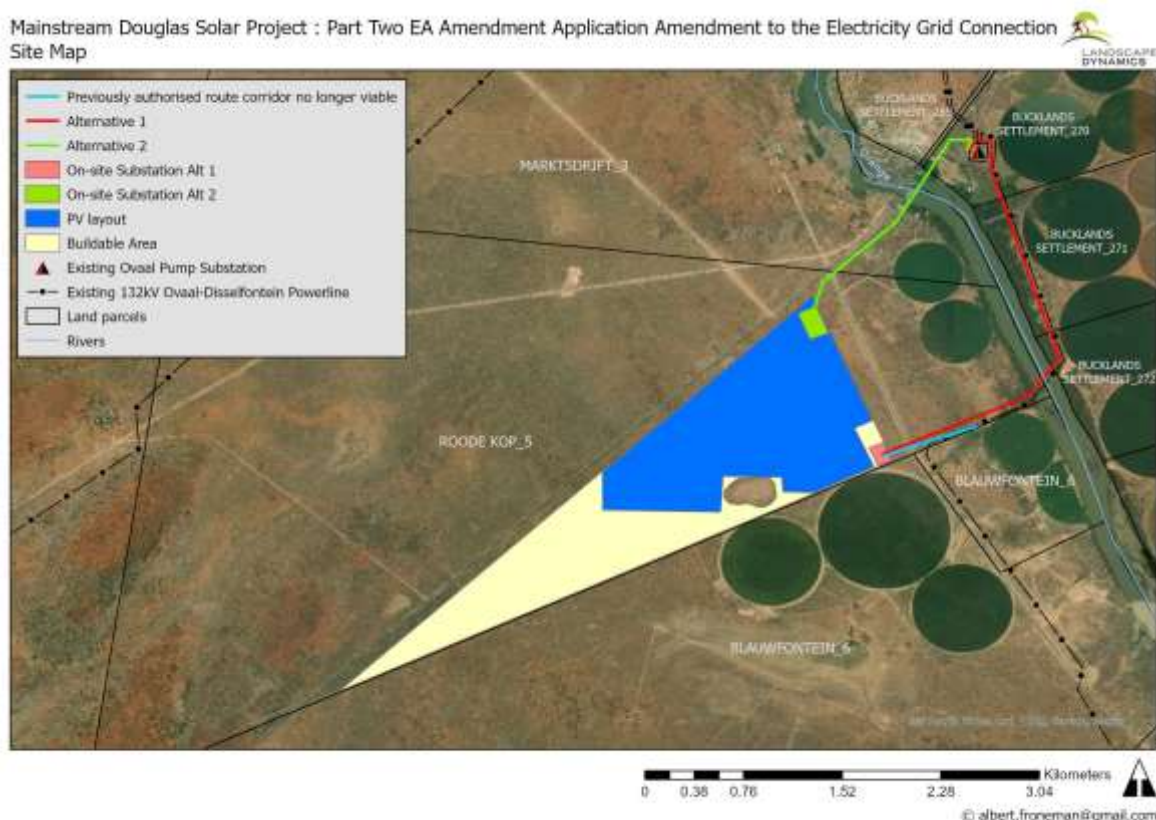 Mainstream Douglas Solar Project : Part Two EA Amendment Application Amendment to the Electricity Grid Connection
Site Map
LANDSCAPE
DYNAMICS
Previously authorised route corridor no longer viable
Alternative 1
Alternative 2
On-site Substation Alt 1
On-site Substation Alt 2
PV layout
Buildable Area
Existing Ovaal Pump Substation
Existing 132kV Ovaal-Disselfontein Powerline
Land parcels
Rivers
BUCKLANDS
BUCKLANDS
SETTLEMENT_270
MARKTSDRIFT_3
BUCKLANDS
SETTLEMENT_271
BUCKLANDS
SETTLEMENT_272
ROODE KOP_5
BLAUWFONTEIN_6
BLAUWFONTEIN_6
Kilometers
0 0.38 0.76 1.52 2.28 3.04
© albert.froneman@gmail.com